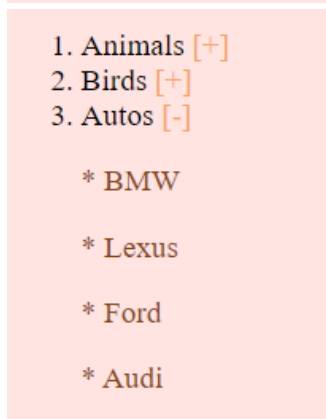 1. Animals [+]
2. Birds [+]
3. Autos [-]
* BMW
* Lexus
* Ford
* Audi